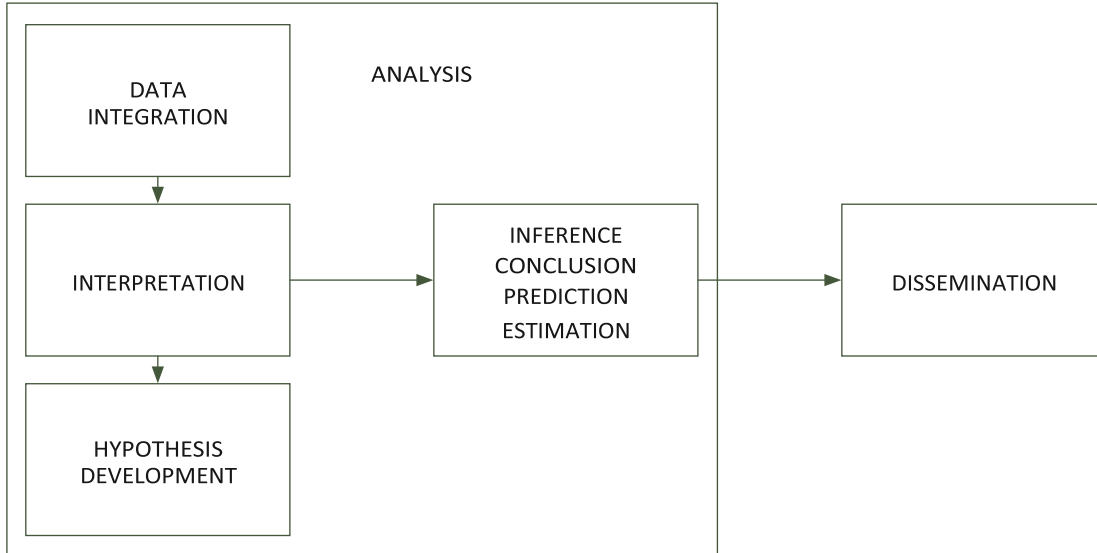 ANALYSIS
DATA
INTEGRATION
INTERPRETATION
INFERENCE
CONCLUSION
PREDICTION
ESTIMATION
DISSEMINATION
HYPOTHESIS
DEVELOPMENT